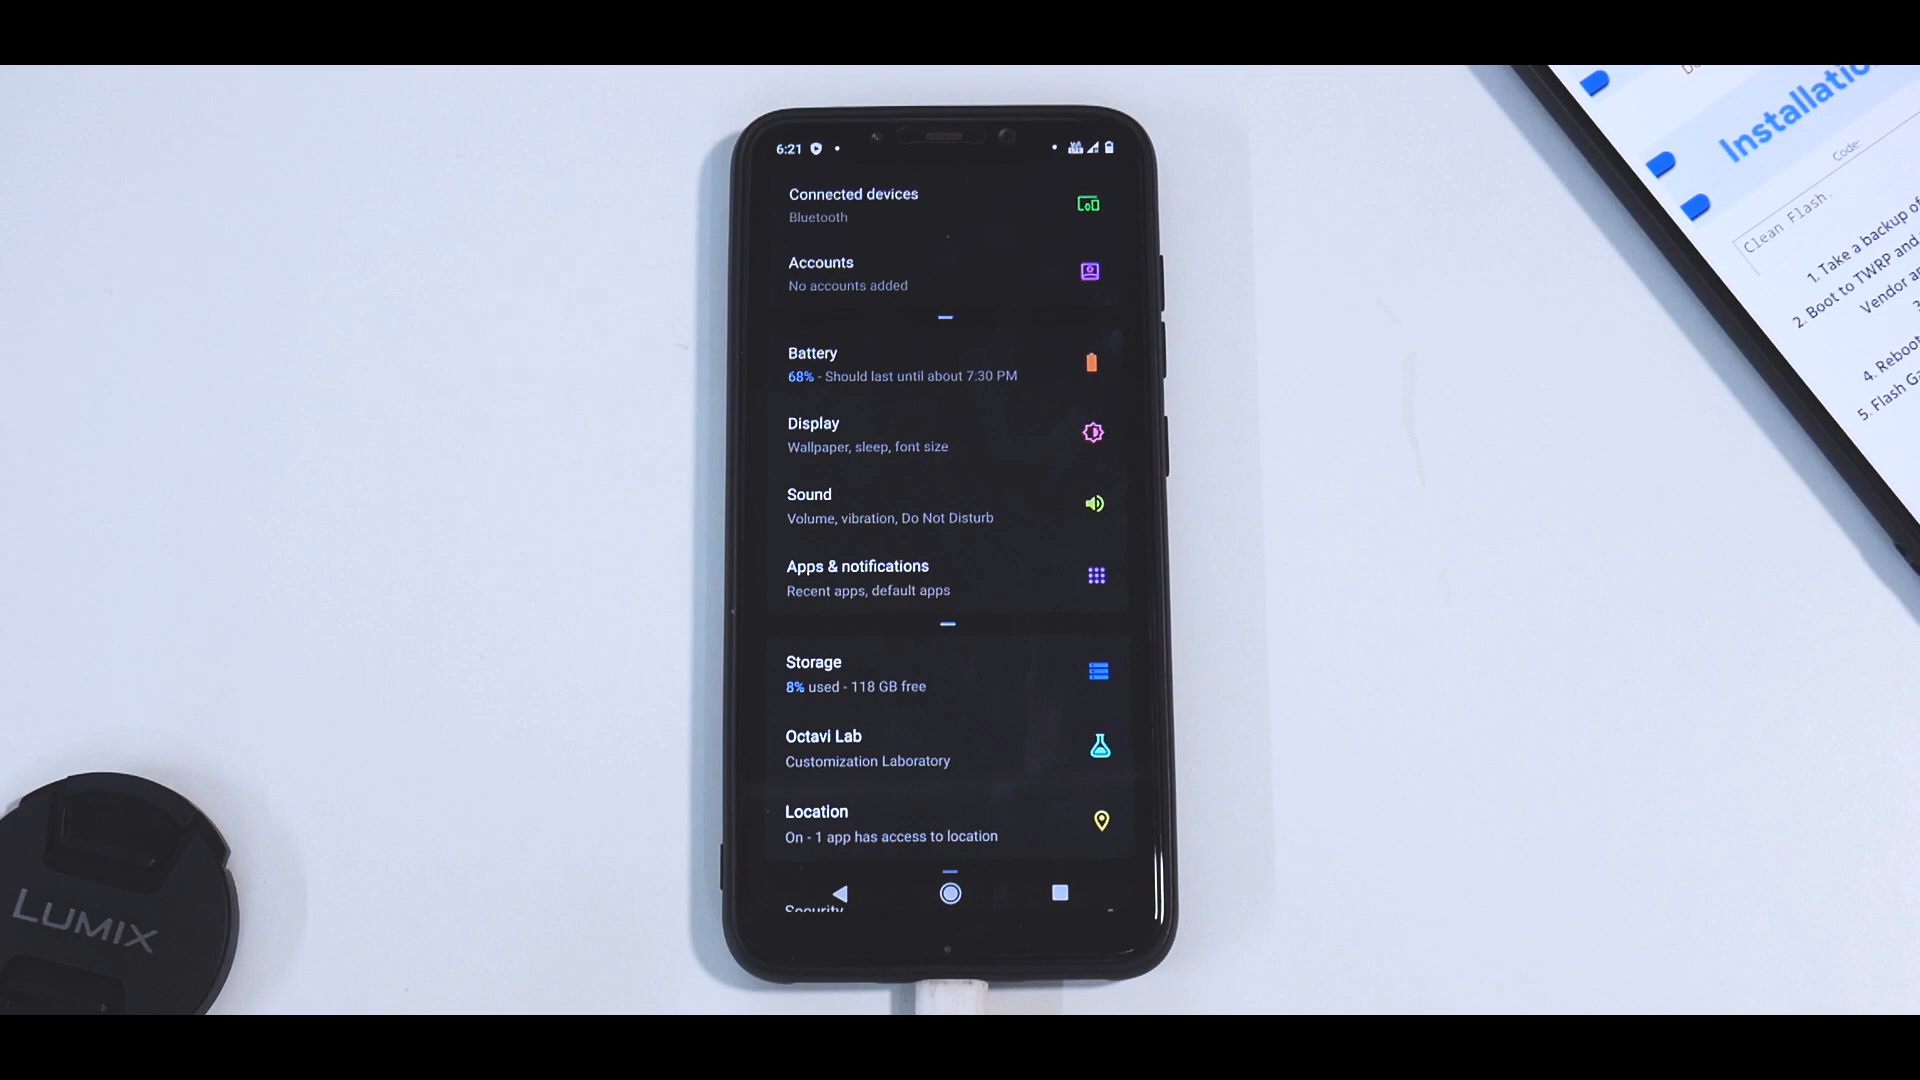 6:21
Connected devices
Bluetooth
Accounts
No accounts added
Battery
68% - Should last until about 7.30 PM
Display
Wallpaper, sleep, font size
Sound
Volume, vibration, Do Not Disturb
Apps & notifications
Recent apps, default apps
Storage
8% used - 118 GB free
Octavi Lab
Customization Laboratory
Location
On - 1 app has access to location
Security
LUMIX
Code:
Clean Flash.
1. Take a backup of
2. Boot to TWRP and
Vendor
4. Reboot
5. Flash